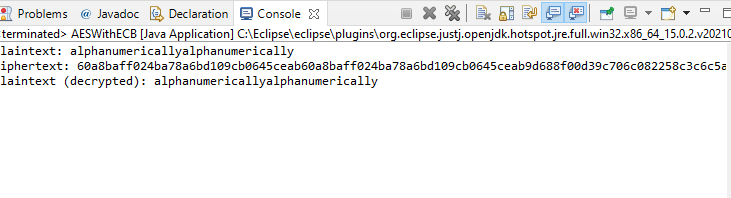 Problems @ Javadoc Declaration Console
terminated> AESWithECB [Java Application] C:\Eclipse\eclipse\plugins\org.eclipse.justj.openjdk.hotspot.jre.full.win32.x86_64_15.0.2.v20210
laintext: alphanumericallyalphanumerically
iphertext: 60a8baff024ba78a6bd109cb0645ceab60a8baff024ba78a6bd109cb0645ceab9d688f00d39c706c082258c3c6c5a
laintext (decrypted): alphanumericallyalphanumerically